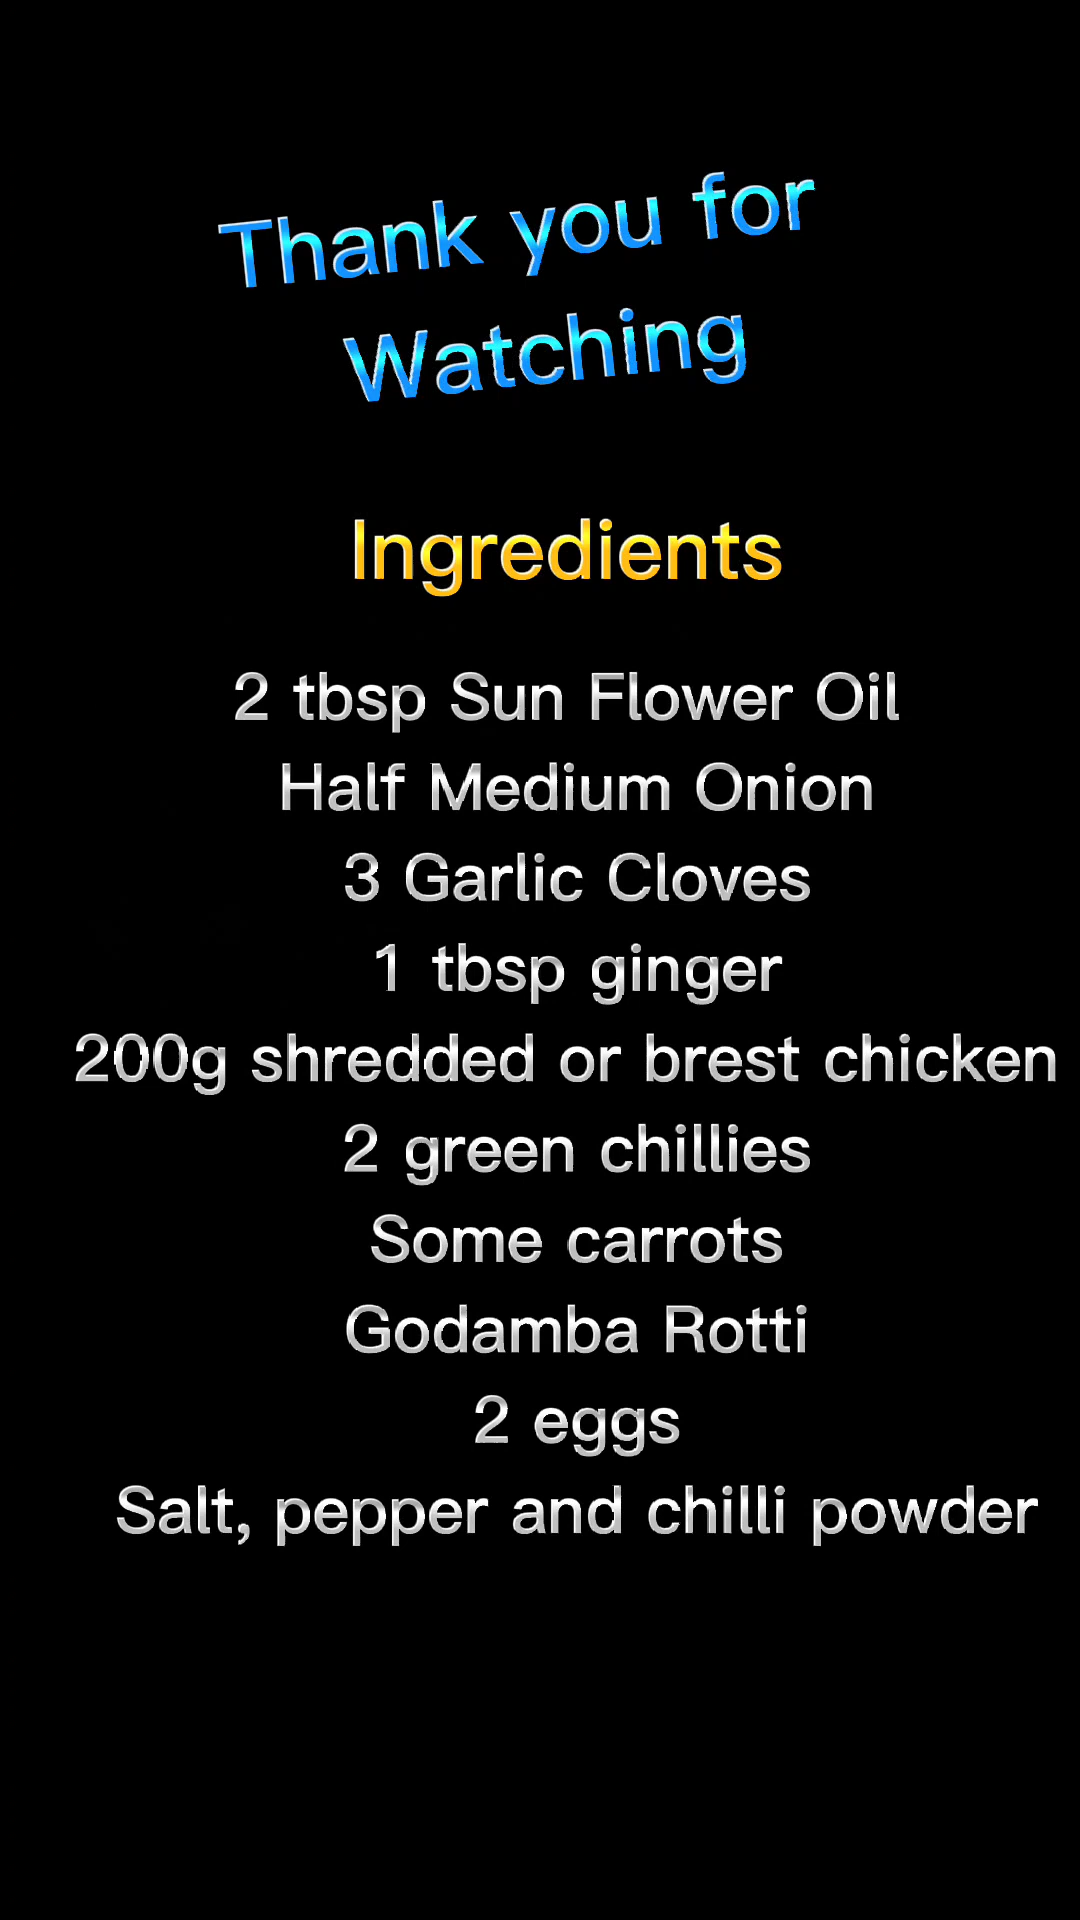 Thank you for
Watching
Ingredients
2 tbsp Sun Flower Oil
Half Medium Onion
3 Garlic Cloves
1 tbsp ginger
200g shredded or brest chicken
2 green chillies
Some carrots
Godamba Rotti
2 eggs
Salt, pepper and chilli powder